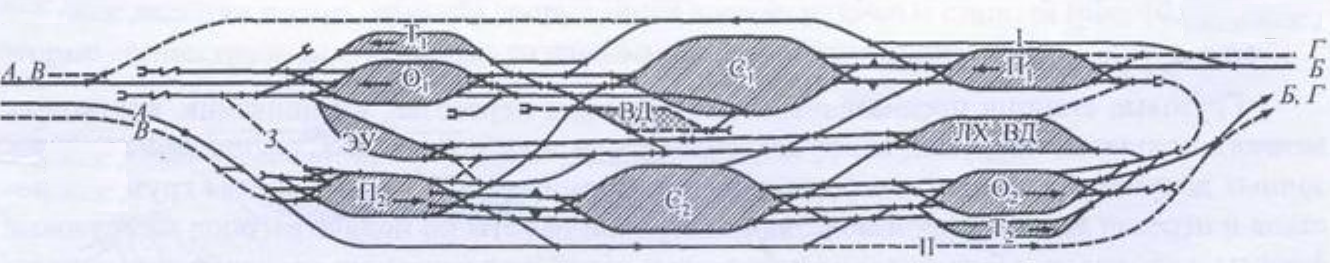 Т₁
I
Г
А, В
О₁
С₁
П₁
Б
Б, Г
ВД
А
В
З
ЭУ
ЛХ ВД
П₂
С₂
О₂
Т₂
II